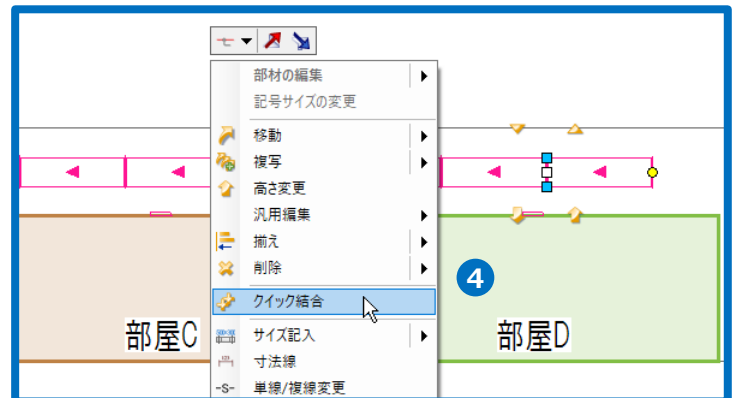 部材の編集
記号サイズの変更
移動
複写
高さ変更
汎用編集
揃え
削除
クイック結合
サイズ記入
寸法線
-S- 単線/複線変更
部屋C
部屋D
4